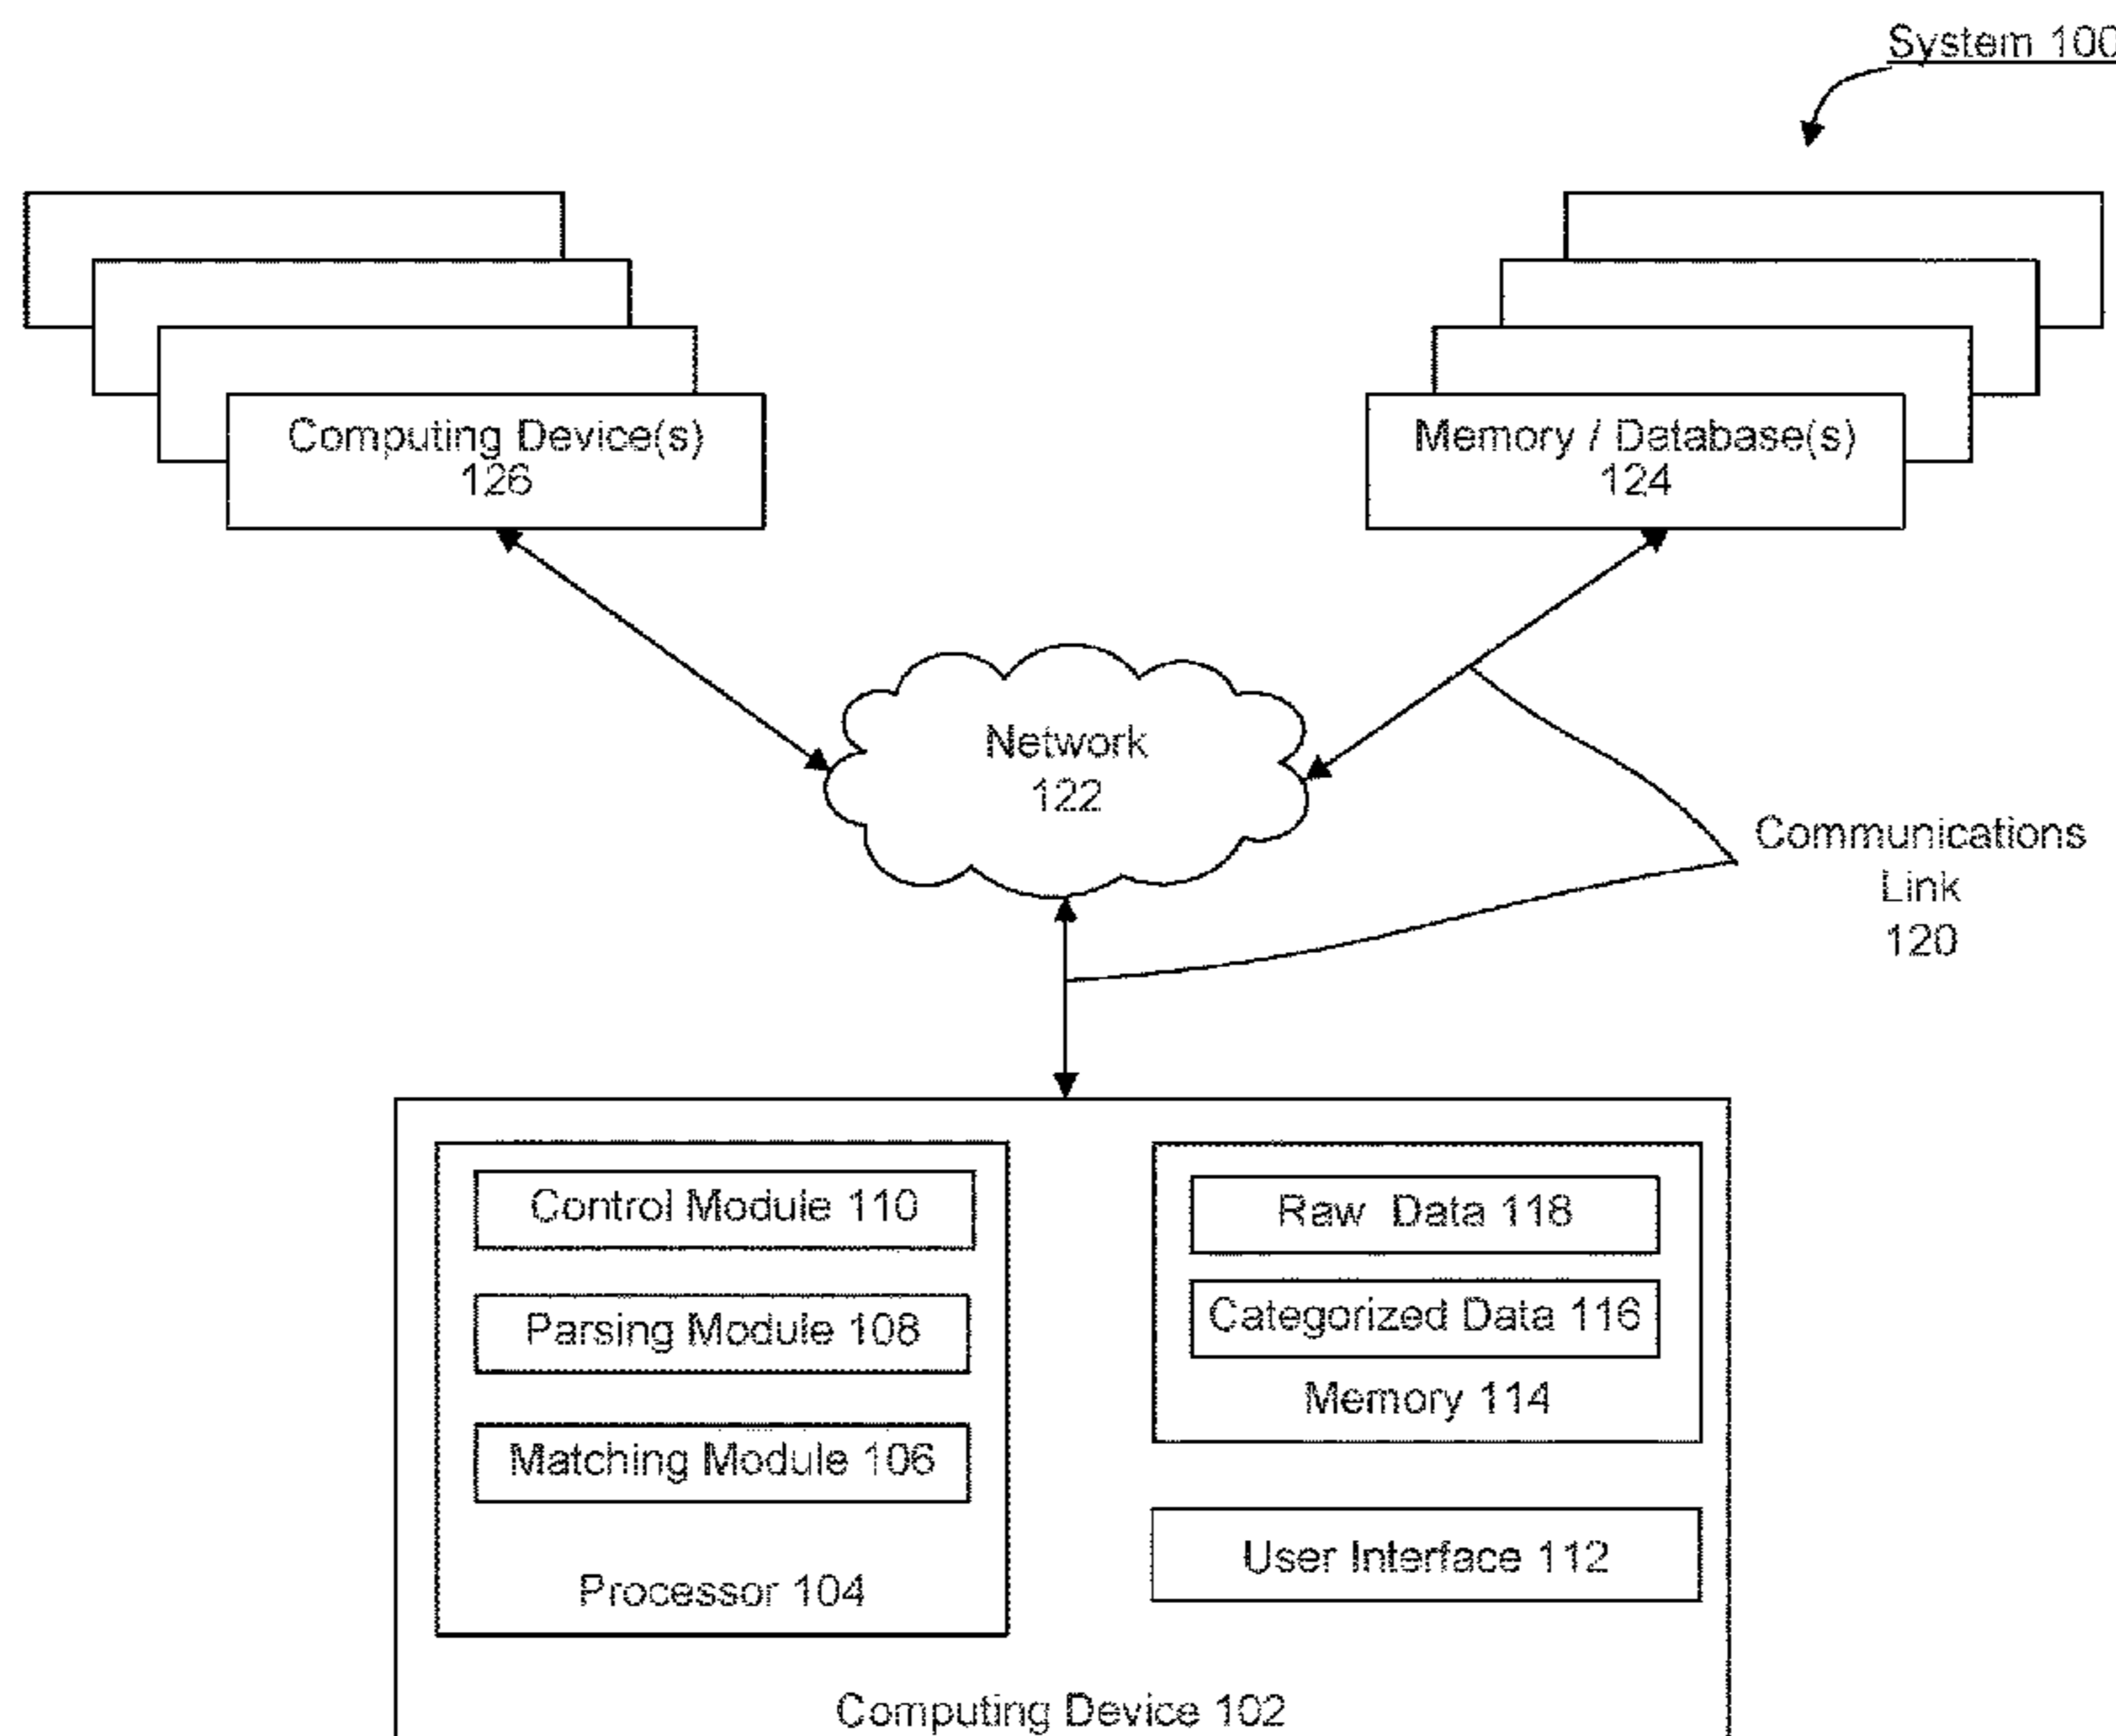 System 100
Computing Device(s)
126
Memory / Database(s)
124
Network
122
Communications
Link
120
Control Module 110
Parsing Module 108
Matching Module 106
Processor 104
Raw Data 118
Categorized Data 116
Memory 114
User Interface 112
Computing Device 102